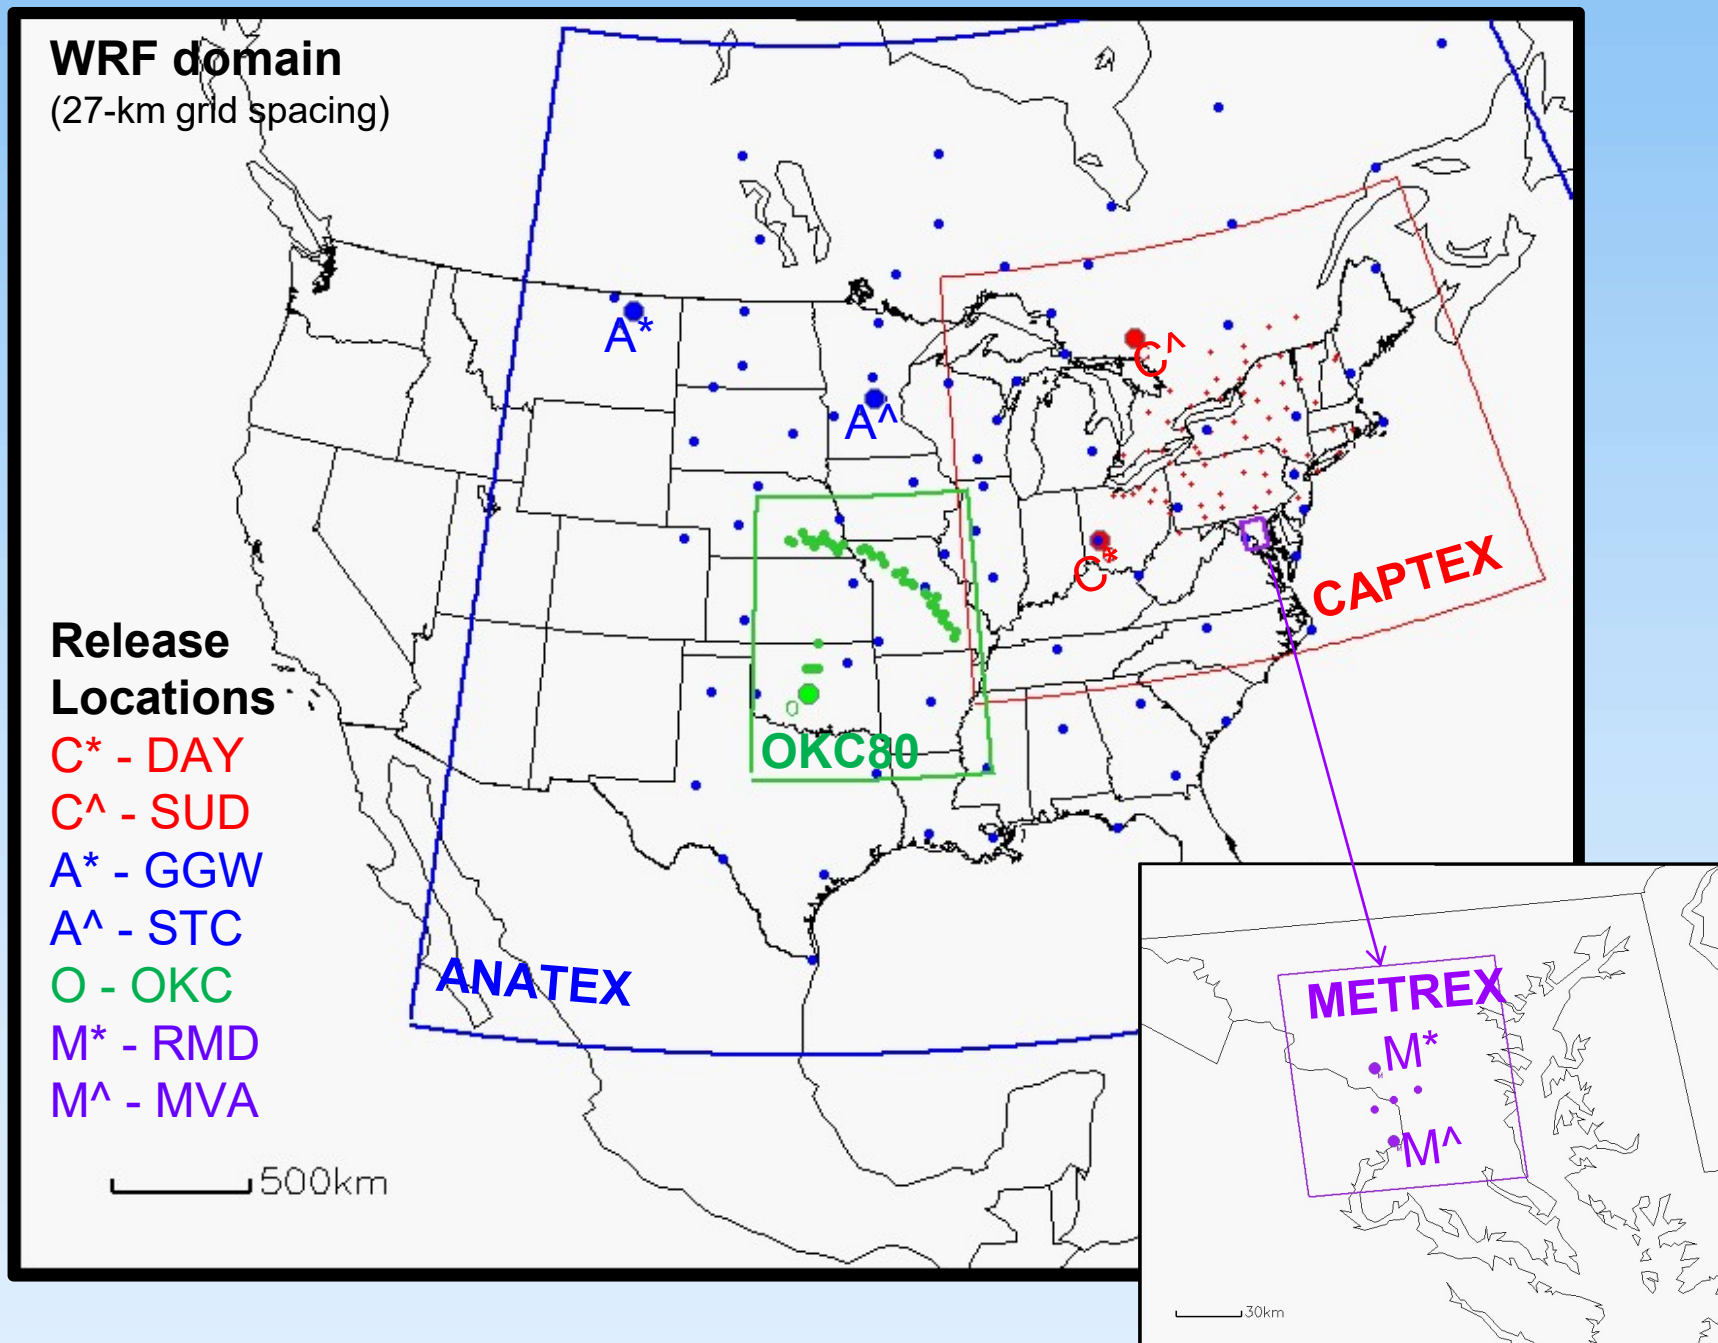 WRF domain
(27-km grid spacing)
A*
A^
C^
C*
CAPTEX
O
OKC80
ANATEX
Release
Locations
C* - DAY
C^ - SUD
A* - GGW
A^ - STC
O - OKC
M* - RMD
M^ - MVA
500km
METREX
M*
M^
30km